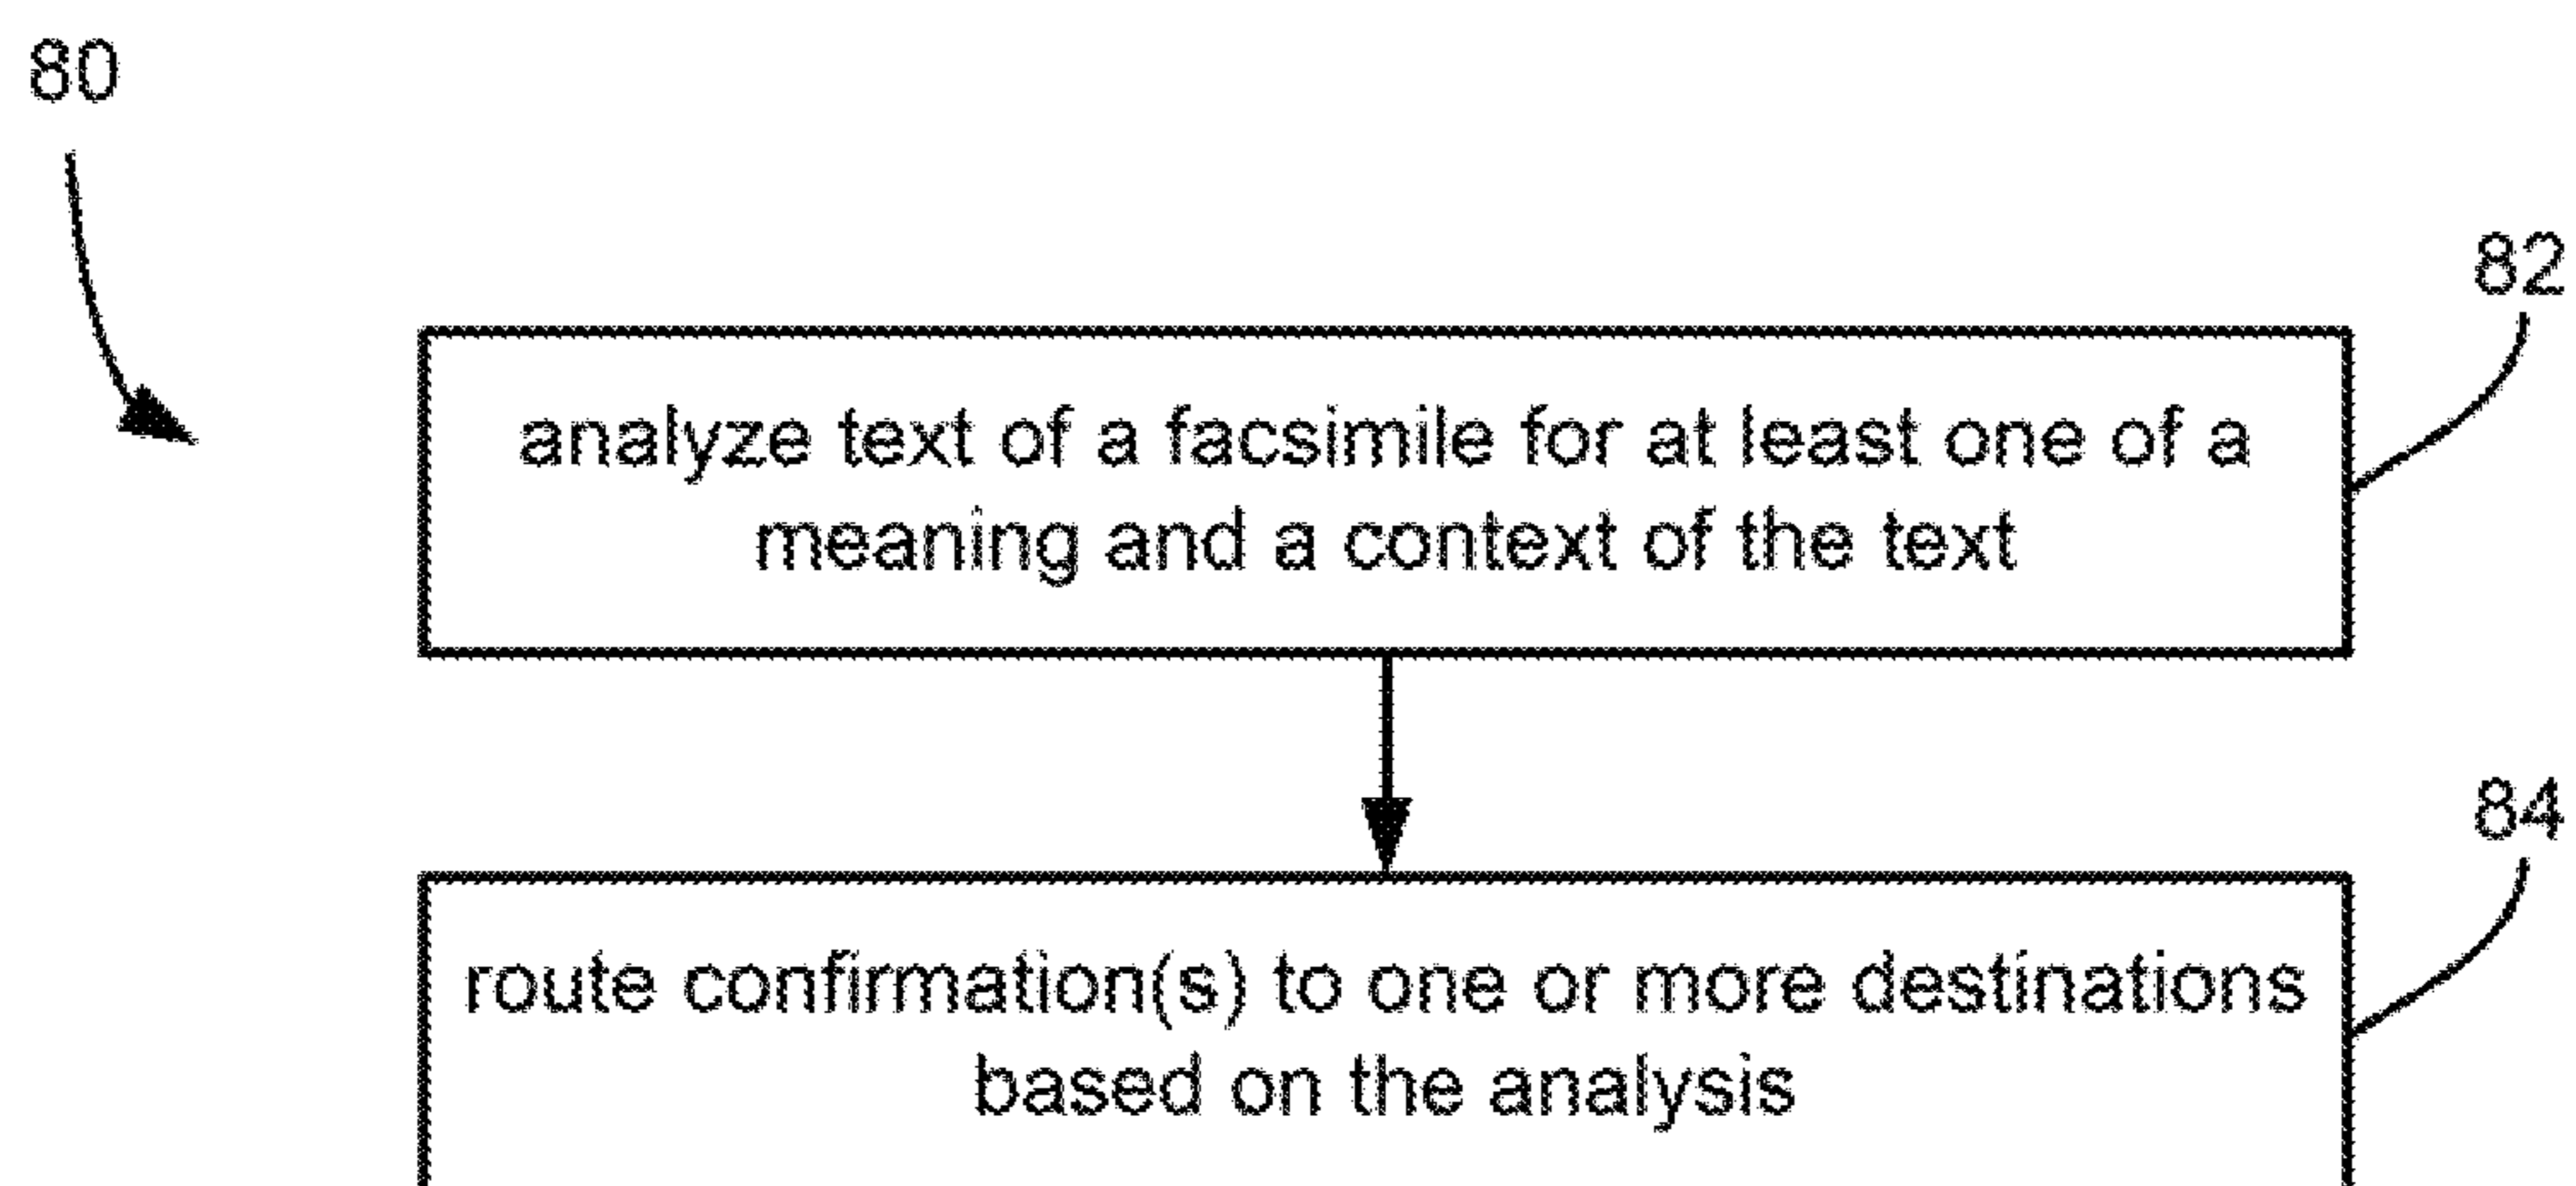 80
82
analyze text of a facsimile for at least one of a
meaning and a context of the text
84
route confirmation(s) to one or more destinations
based on the analysis